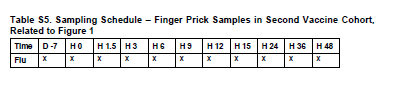 Table S5. Sampling Schedule – Finger Prick Samples in Second Vaccine Cohort,
Related to Figure 1
Time D -7 H 0 H 1.5 H 3 H 6 H 9 H 12 H 15 H 24 H 36 H 48
Flu x x x x x x x x x x x